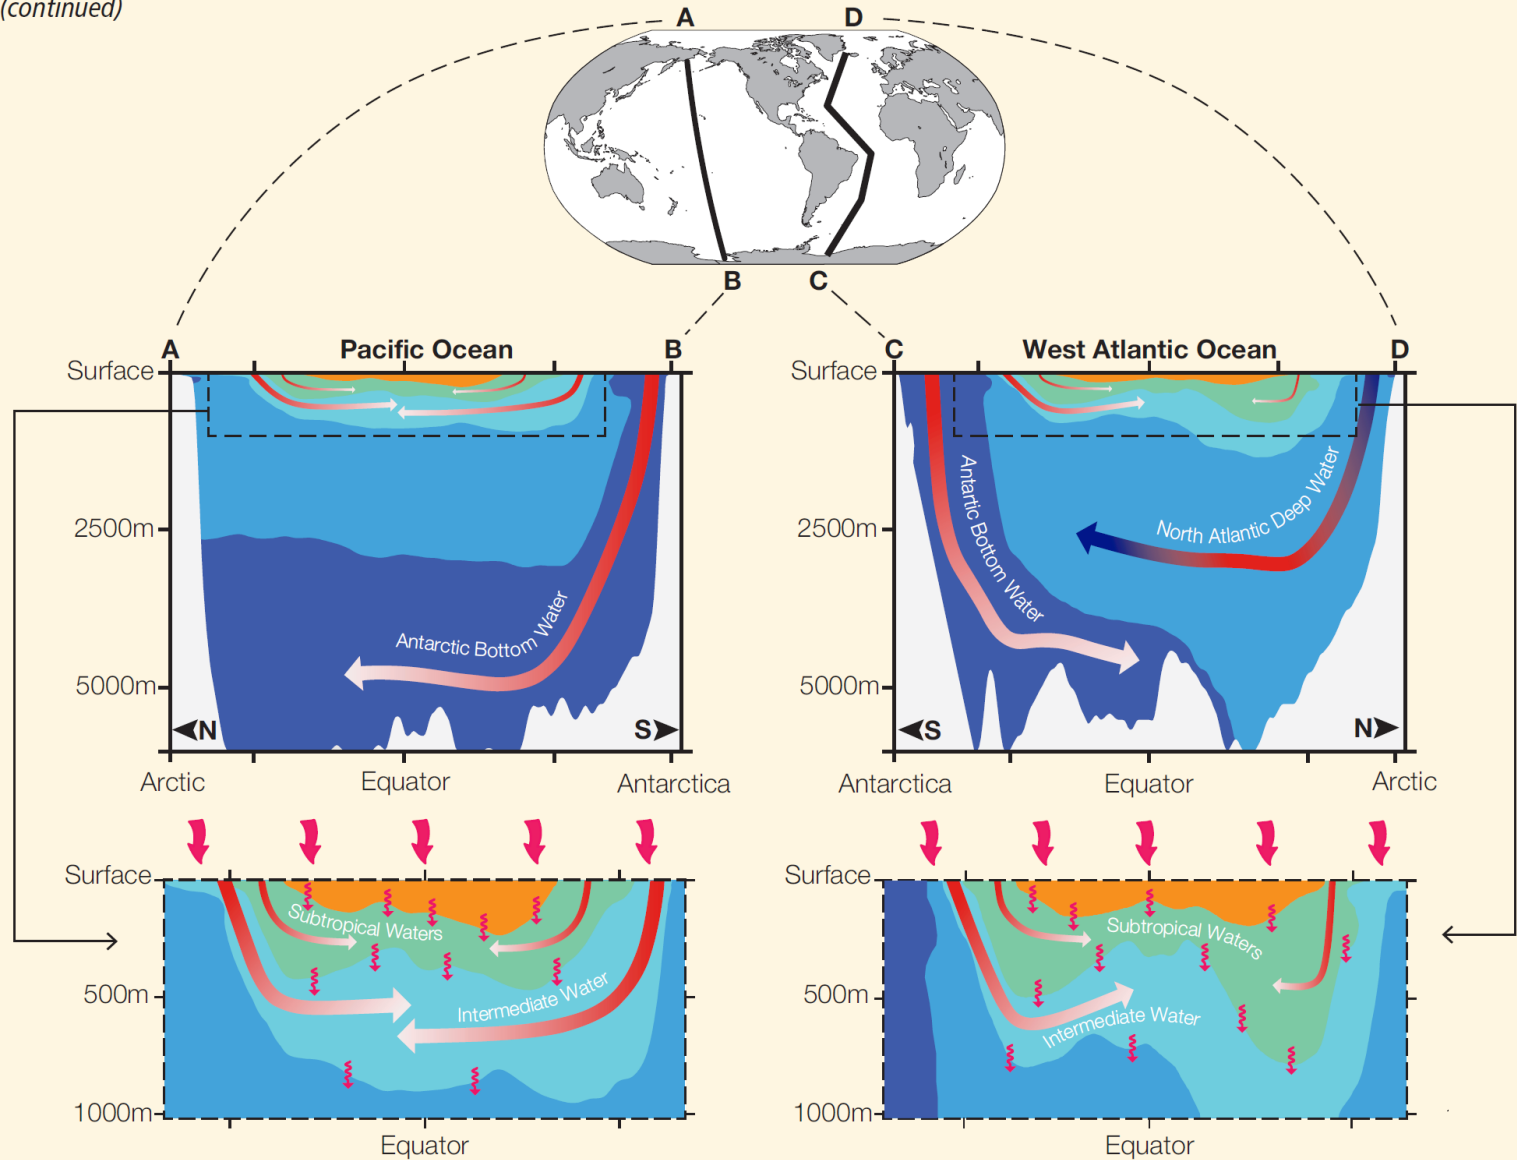 (continued)
A
D
B
C
A
Pacific Ocean
B
C
West Atlantic Ocean
D
Surface
2500m
5000m
Antarctic Bottom Water
N
S
Arctic
Equator
Antarctica
Surface
2500m
5000m
Antartic Bottom Water
North Atlantic Deep Water
S
N
Antarctica
Equator
Arctic
Surface
500m
1000m
Subtropical Waters
Intermediate Water
Equator
Surface
500m
1000m
Subtropical Waters
Intermediate Water
Equator